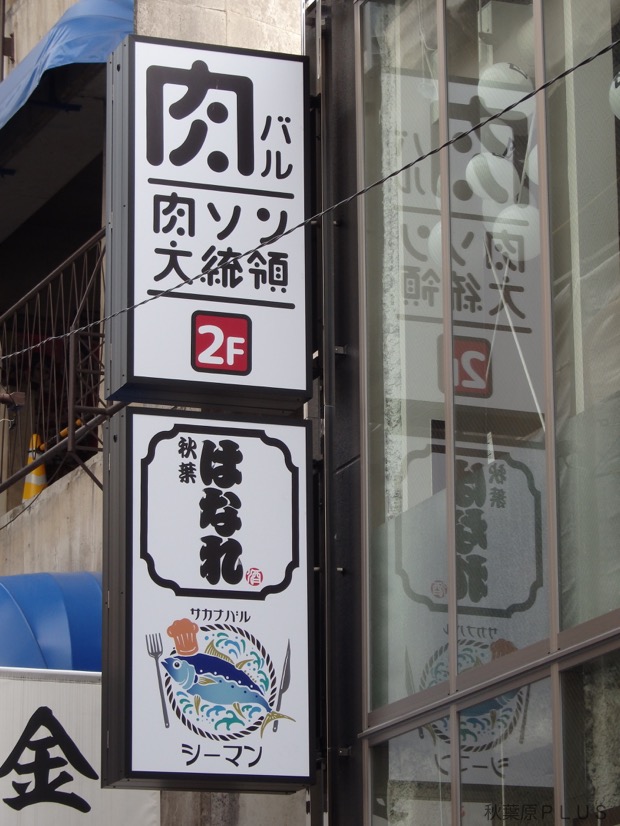 肉
バル
肉ソン
大統領
2F
秋葉
はなれ
酒
サカナバル
シーマン
金
秋葉原PLUS